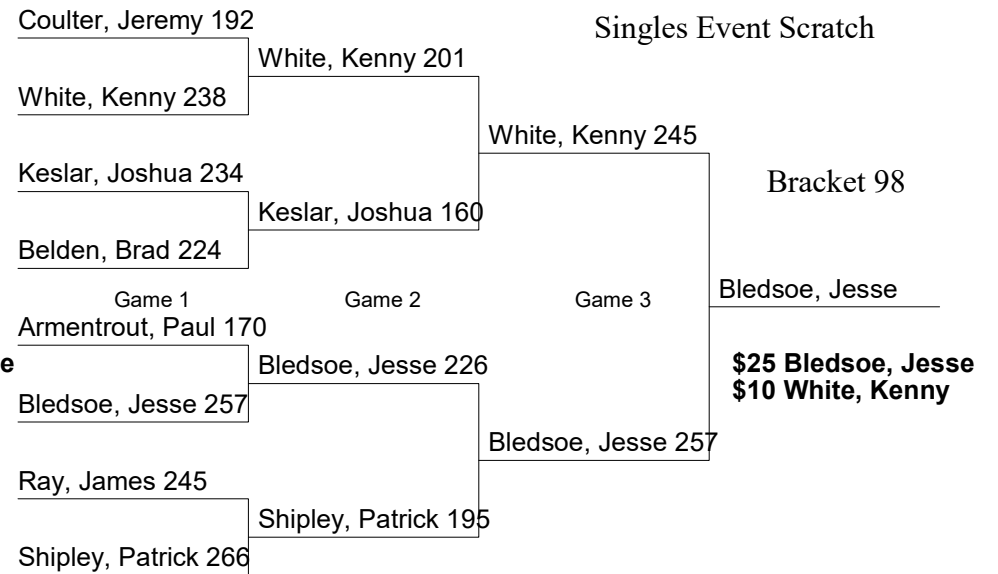 Singles Event Scratch
Bracket 98
Coulter, Jeremy 192
White, Kenny 238
Keslar, Joshua 234
Belden, Brad 224
Game 1
Armentrout, Paul 170
Bledsoe, Jesse 257
Ray, James 245
Shipley, Patrick 266
White, Kenny 201
Keslar, Joshua 160
Game 2
Bledsoe, Jesse 226
Shipley, Patrick 195
White, Kenny 245
Game 3
Bledsoe, Jesse 257
Bledsoe, Jesse
$25 Bledsoe, Jesse
$10 White, Kenny